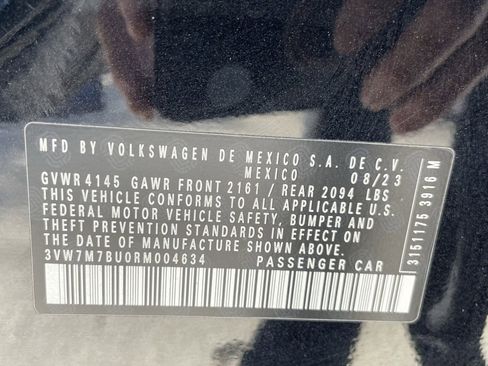 MFD BY VOLKSWAGEN DE MEXICO S.A. DE C.V.
MEXICO 08/23
GVWR 4145 GAWR FRONT 2161 / REAR 2094 LBS
THIS VEHICLE CONFORMS TO ALL APPLICABLE U.S.
FEDERAL MOTOR VEHICLE SAFETY, BUMPER AND
THEFT PREVENTION STANDARDS IN EFFECT ON
THE DATE OF MANUFACTURE SHOWN ABOVE.
3VW7M7BU0RM004634 PASSENGER CAR
3151175 3916 M